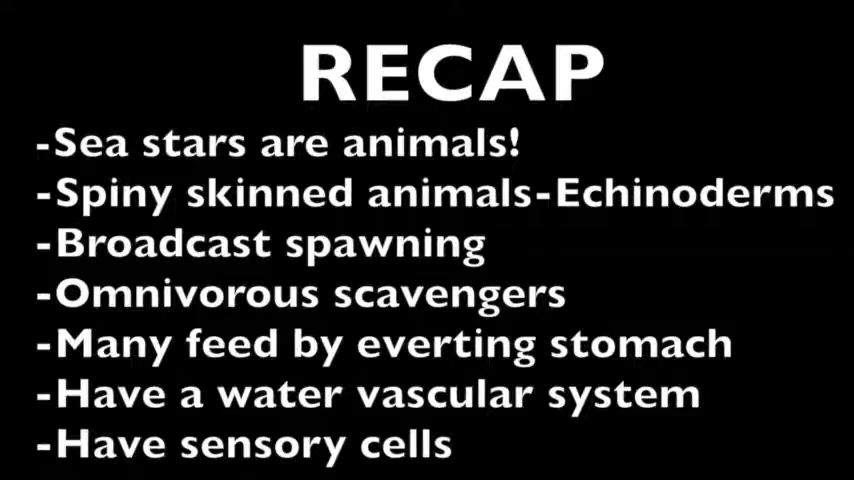 RECAP
-Sea stars are animals!
-Spiny skinned animals-Echinoderms
-Broadcast spawning
-Omnivorous scavengers
-Many feed by everting stomach
-Have a water vascular system
-Have sensory cells